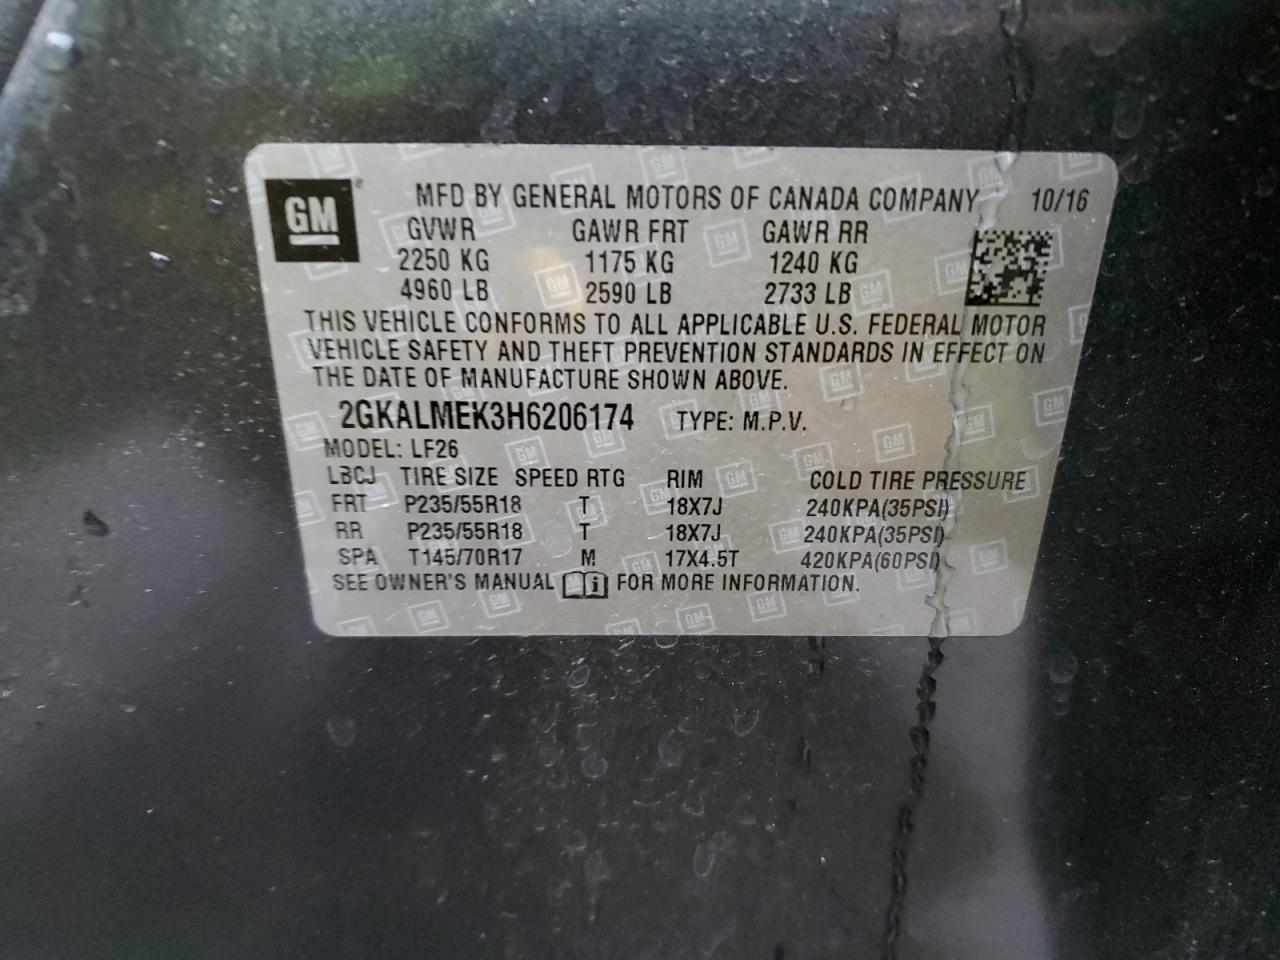 GM ® MFD BY GENERAL MOTORS OF CANADA COMPANY 10/16
GVWR GAWR FRT GAWR RR
2250 KG 1175 KG 1240 KG
4960 LB 2590 LB 2733 LB
THIS VEHICLE CONFORMS TO ALL APPLICABLE U.S. FEDERAL MOTOR
VEHICLE SAFETY AND THEFT PREVENTION STANDARDS IN EFFECT ON
THE DATE OF MANUFACTURE SHOWN ABOVE.
2GKALMEK3H6206174 TYPE: M.P.V.
MODEL: LF26
LBCJ TIRE SIZE SPEED RTG RIM COLD TIRE PRESSURE
FRT P235/55R18 T 18X7J 240KPA(35PSI)
RR P235/55R18 T 18X7J 240KPA(35PSI)
SPA T145/70R17 M 17X4.5T 420KPA(60PSI)
SEE OWNER'S MANUAL i FOR MORE INFORMATION.